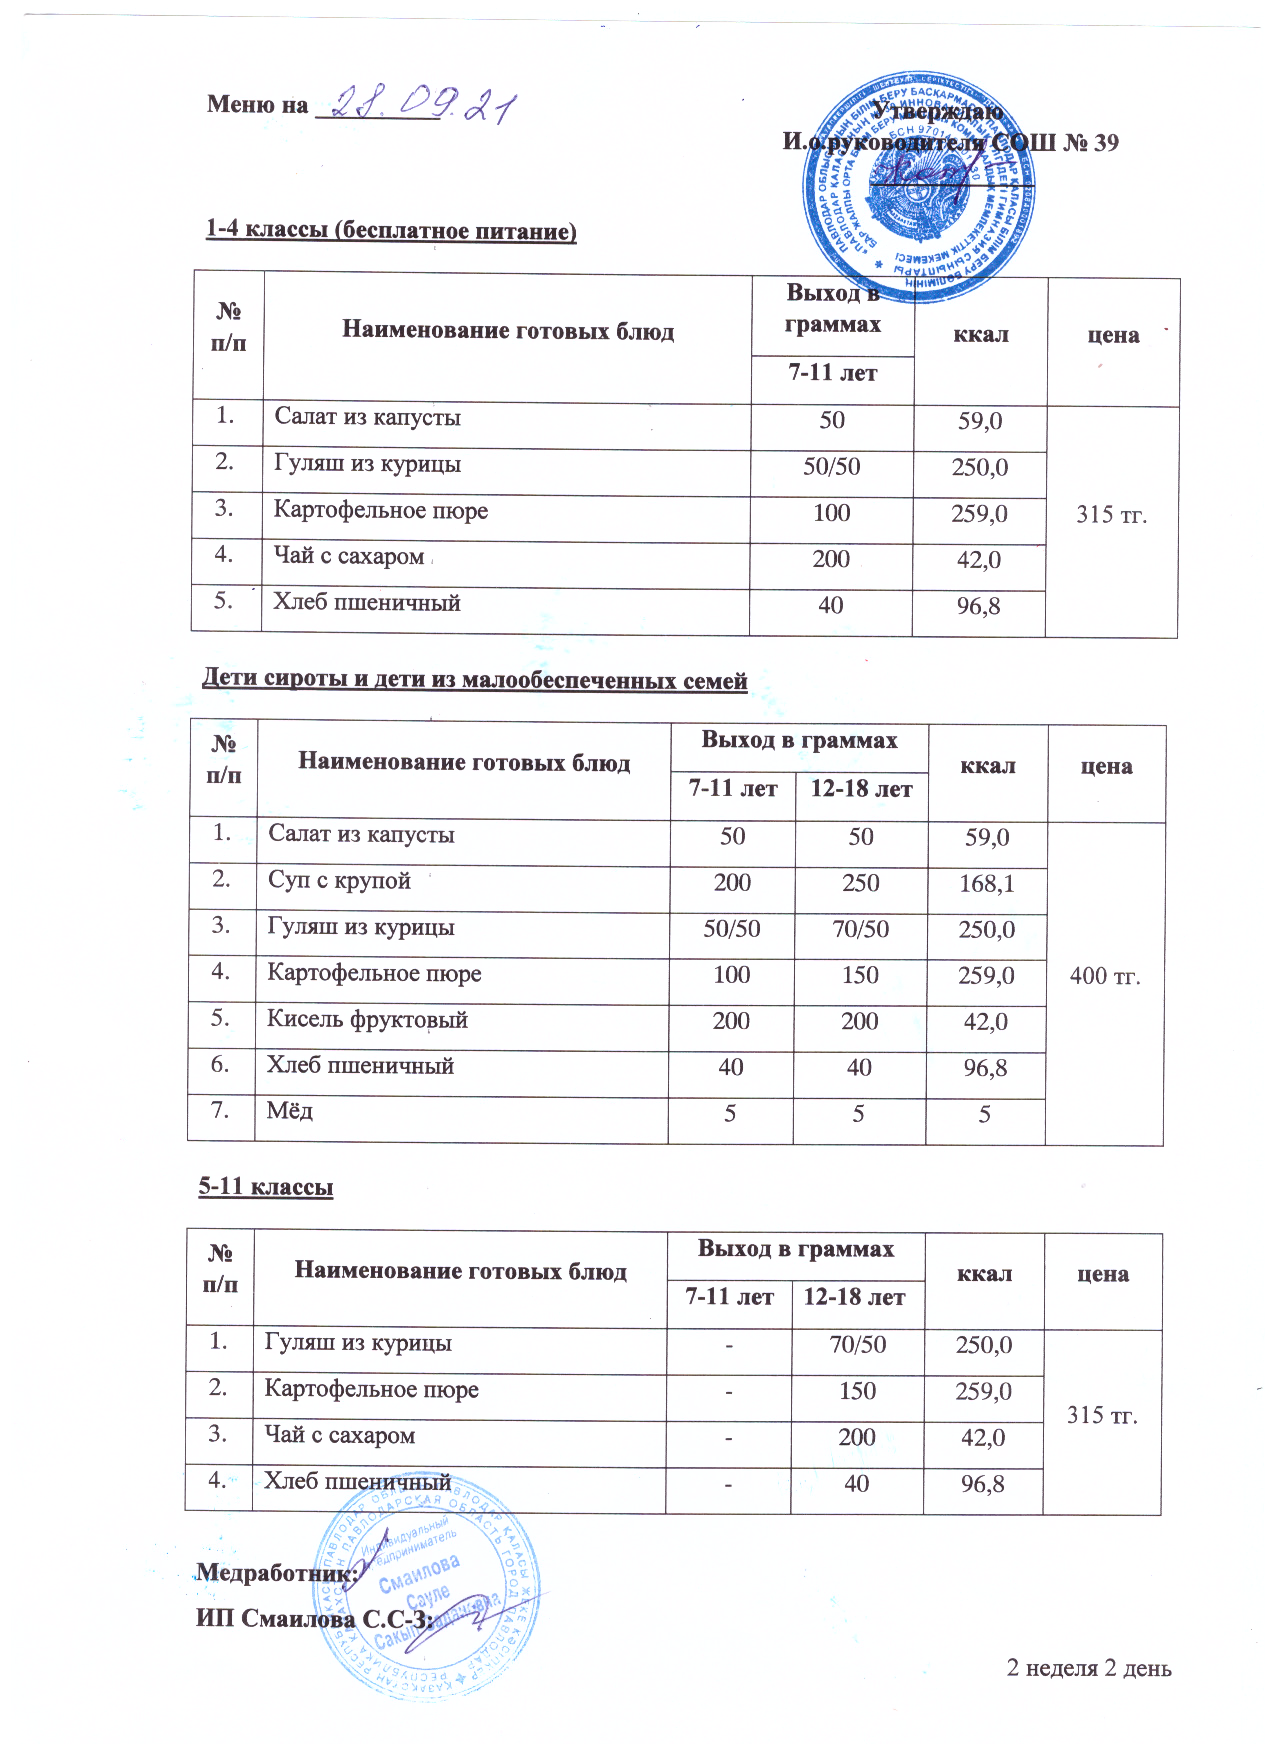 Меню на 28.09.21
Утверждаю
И.о.руководителя СОШ № 39
1-4 классы (бесплатное питание)
№ п/п Наименование готовых блюд Выход в граммах ккал цена
7-11 лет
1. Салат из капусты 50 59,0
2. Гуляш из курицы 50/50 250,0
3. Картофельное пюре 100 259,0 315 тг.
4. Чай с сахаром 200 42,0
5. Хлеб пшеничный 40 96,8
Дети сироты и дети из малообеспеченных семей
№ п/п Наименование готовых блюд Выход в граммах ккал цена
7-11 лет 12-18 лет
1. Салат из капусты 50 50 59,0
2. Суп с крупой 200 250 168,1
3. Гуляш из курицы 50/50 70/50 250,0
4. Картофельное пюре 100 150 259,0 400 тг.
5. Кисель фруктовый 200 200 42,0
6. Хлеб пшеничный 40 40 96,8
7. Мёд 5 5 5
5-11 классы
№ п/п Наименование готовых блюд Выход в граммах ккал цена
7-11 лет 12-18 лет
1. Гуляш из курицы - 70/50 250,0
2. Картофельное пюре - 150 259,0 315 тг.
3. Чай с сахаром - 200 42,0
4. Хлеб пшеничный - 40 96,8
Индивидуальный
Смаилова
Сауле
Медработник:
ИП Смаилова С.С-З:
2 неделя 2 день